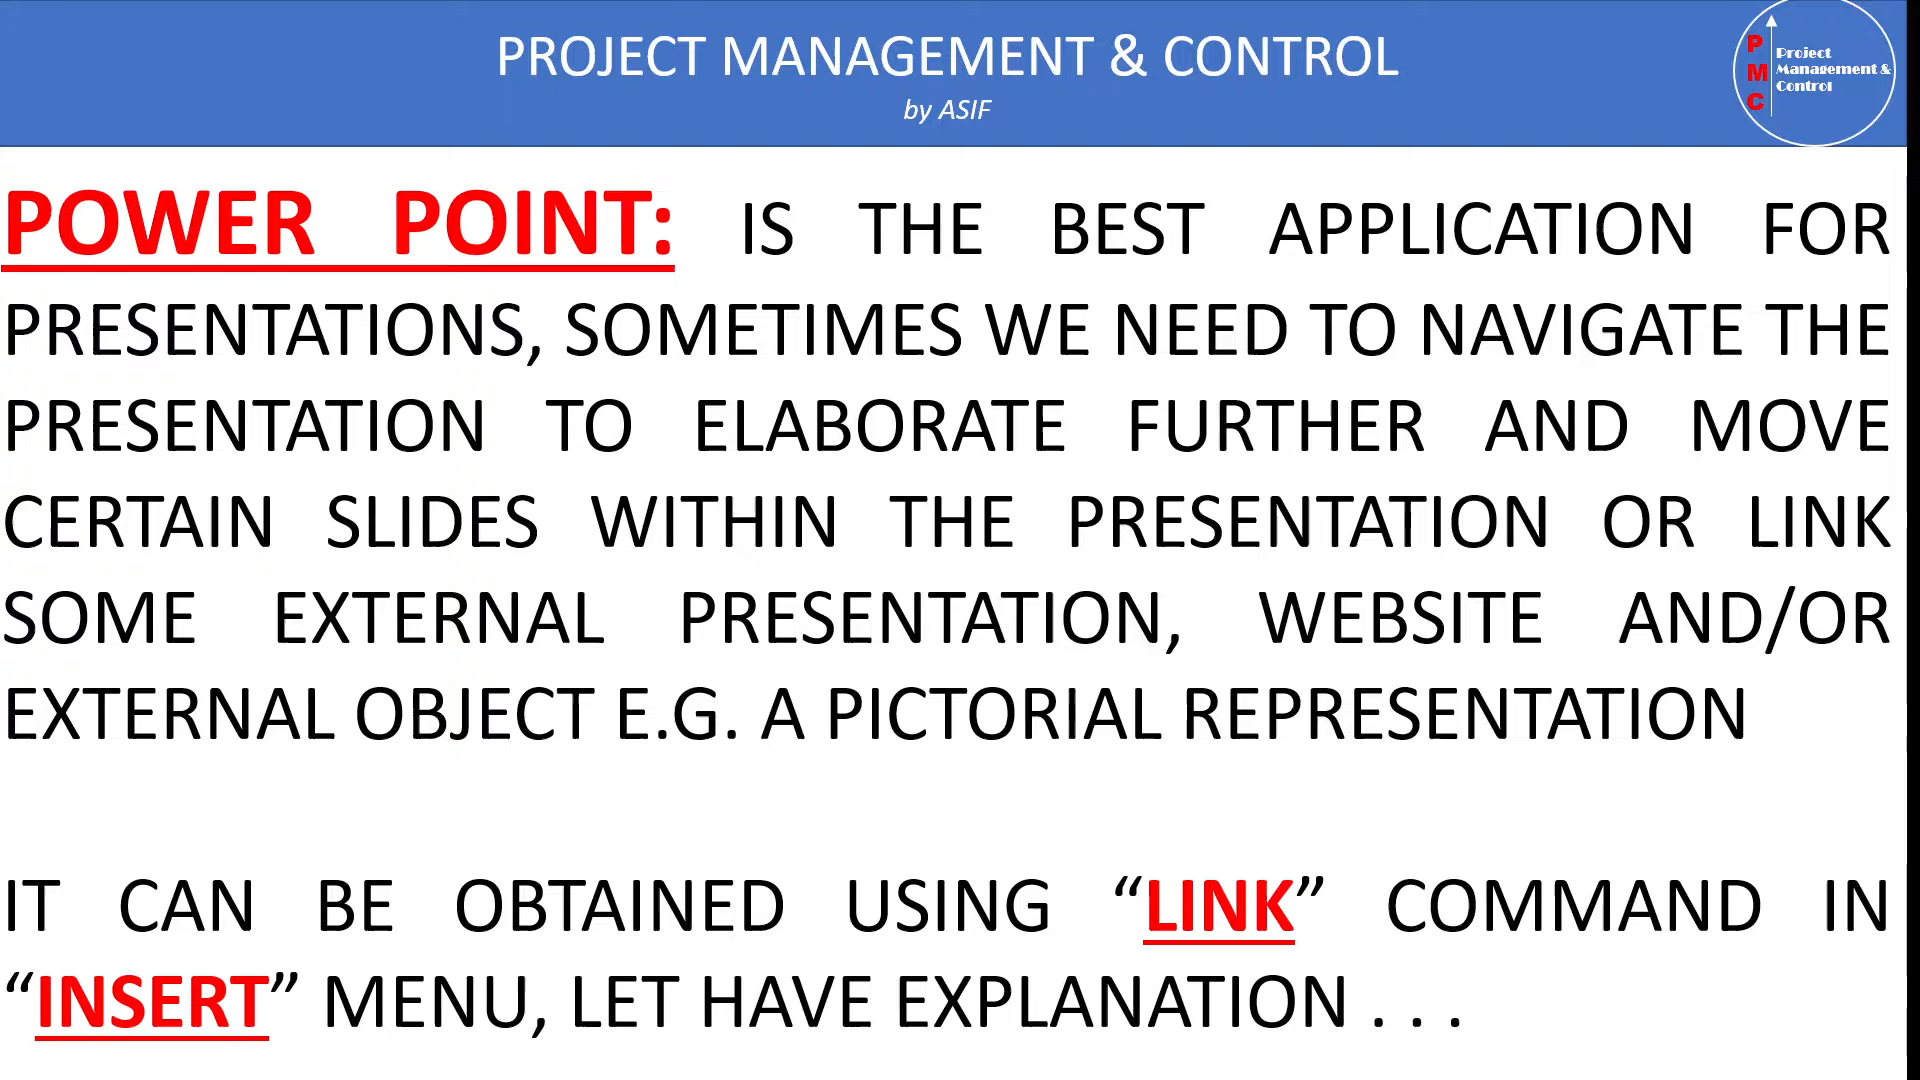 PROJECT MANAGEMENT & CONTROL
by ASIF
P
M
C
Project
Management &
Control
POWER POINT: IS THE BEST APPLICATION FOR
PRESENTATIONS, SOMETIMES WE NEED TO NAVIGATE THE
PRESENTATION TO ELABORATE FURTHER AND MOVE
CERTAIN SLIDES WITHIN THE PRESENTATION OR LINK
SOME EXTERNAL PRESENTATION, WEBSITE AND/OR
EXTERNAL OBJECT E.G. A PICTORIAL REPRESENTATION
IT CAN BE OBTAINED USING “LINK” COMMAND IN
“INSERT” MENU, LET HAVE EXPLANATION . . .